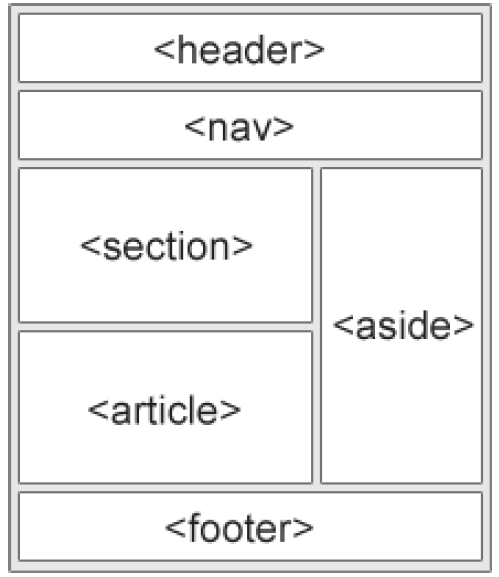 <header>
<nav>
<section>
<aside>
<article>
<footer>